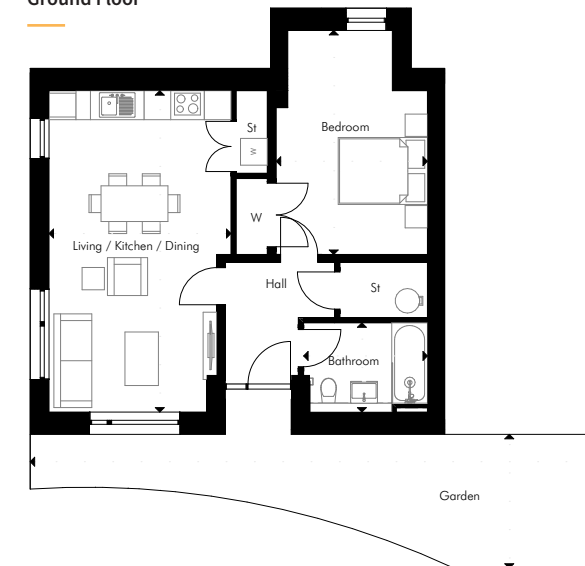 Ground Floor
St
Bedroom
W
W
Living / Kitchen / Dining
Hall
St
Bathroom
Garden